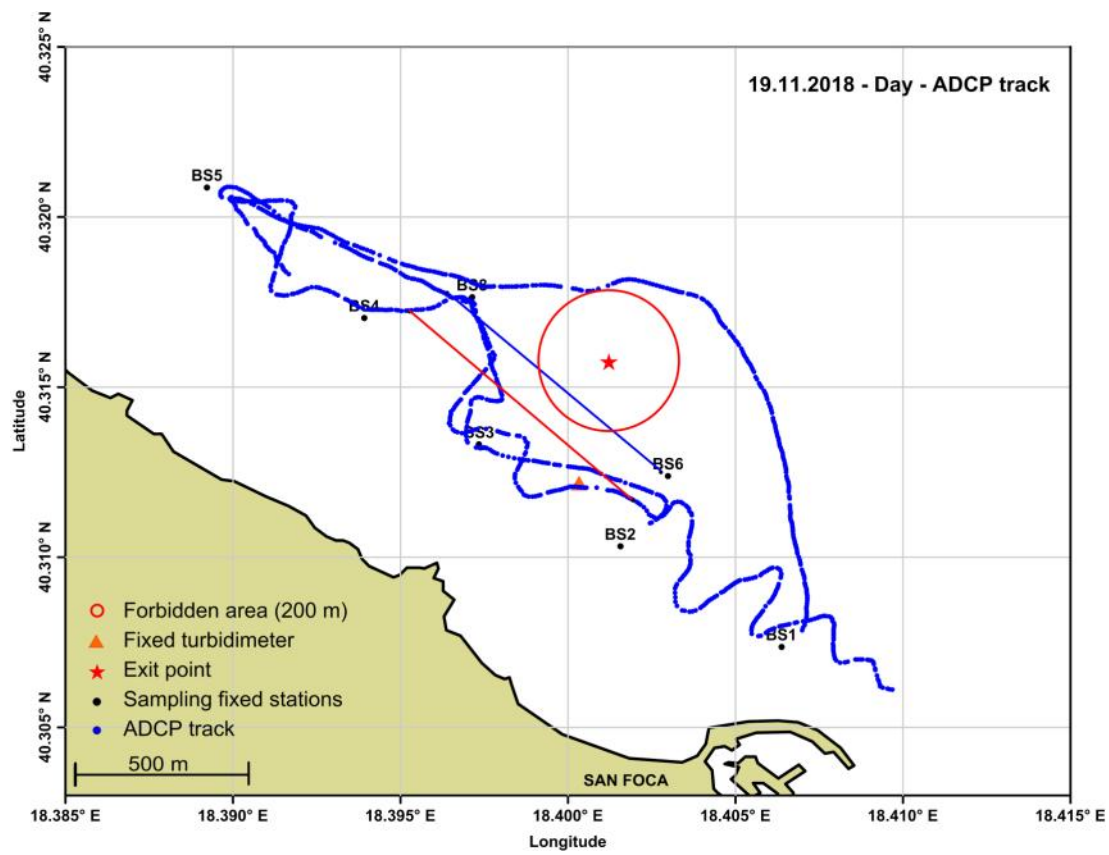 19.11.2018 - Day - ADCP track
40.325° N
40.320° N
40.315° N
40.310° N
40.305° N
Latitude
BS5
BS8
BS4
BS3
BS6
BS2
BS1
Forbidden area (200 m)
Fixed turbidimeter
Exit point
Sampling fixed stations
ADCP track
500 m
SAN FOCA
18.385° E
18.390° E
18.395° E
18.400° E
18.405° E
18.410° E
18.415° E
Longitude